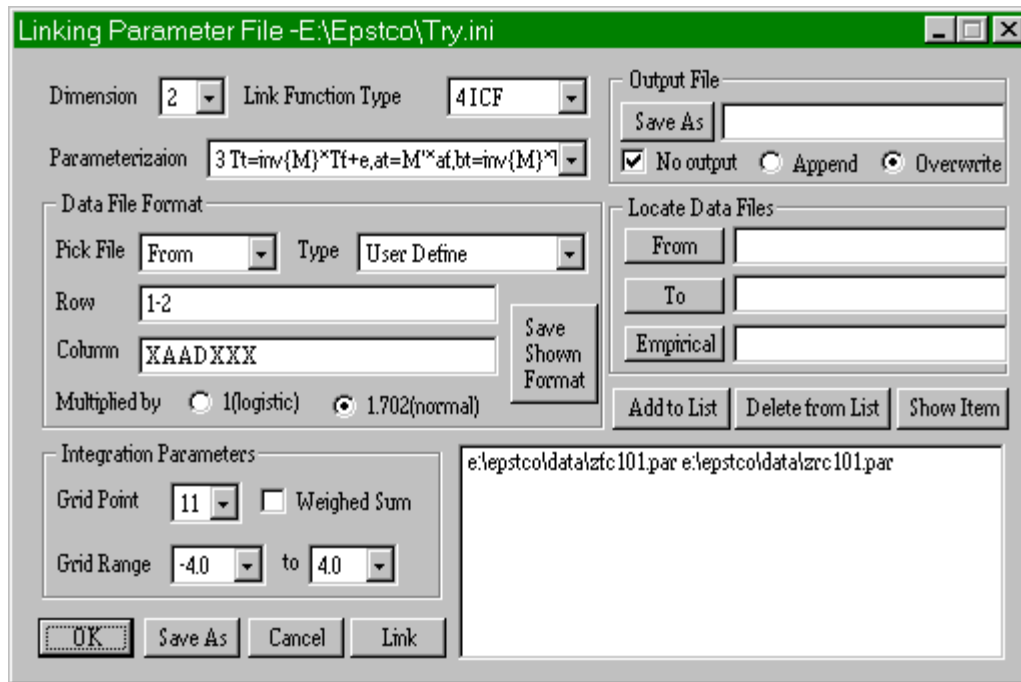 Linking Parameter File -E:\Epstco\Try.ini
Dimension 2 Link Function Type 4 ICF
Parameterizaion 3 Tt=inv{M}*Tf+e,at=M'*af,bt=inv{M}*
Output File
Save As
No output Append Overwrite
Data File Format
Pick File From Type User Define
Row 1-2
Column XAADXXX
Save
Shown
Format
Multiplied by 1(logistic) 1.702(normal)
Locate Data Files
From
To
Empirical
Add to List Delete from List Show Item
Integration Parameters
Grid Point 11 Weighed Sum
Grid Range -4.0 to 4.0
e:\epstco\data\zfc101.par e:\epstco\data\zrc101.par
OK Save As Cancel Link